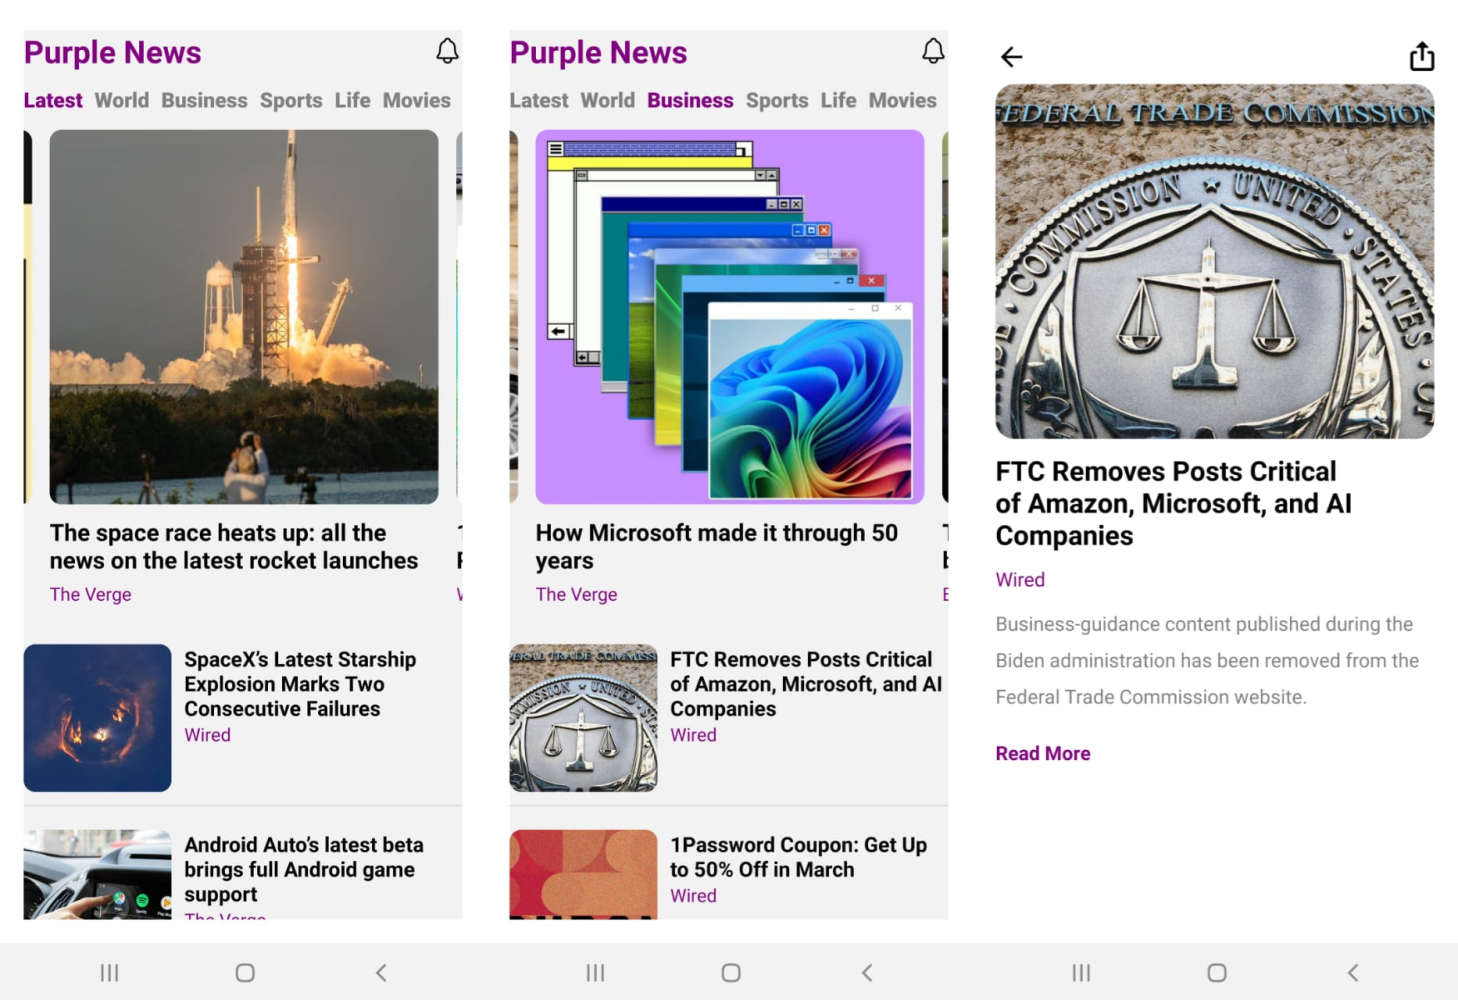 Purple News
Latest World Business Sports Life Movies
The space race heats up: all the
news on the latest rocket launches
The Verge
SpaceX’s Latest Starship
Explosion Marks Two
Consecutive Failures
Wired
Android Auto’s latest beta
brings full Android game
support
The Verge
Purple News
Latest World Business Sports Life Movies
How Microsoft made it through 50
years
The Verge
FTC Removes Posts Critical
of Amazon, Microsoft, and AI
Companies
Wired
1Password Coupon: Get Up
to 50% Off in March
Wired
FEDERAL TRADE COMMISSION
COMMISSION ★ UNITED · STATES ·
FTC Removes Posts Critical
of Amazon, Microsoft, and AI
Companies
Wired
Business-guidance content published during the
Biden administration has been removed from the
Federal Trade Commission website.
Read More